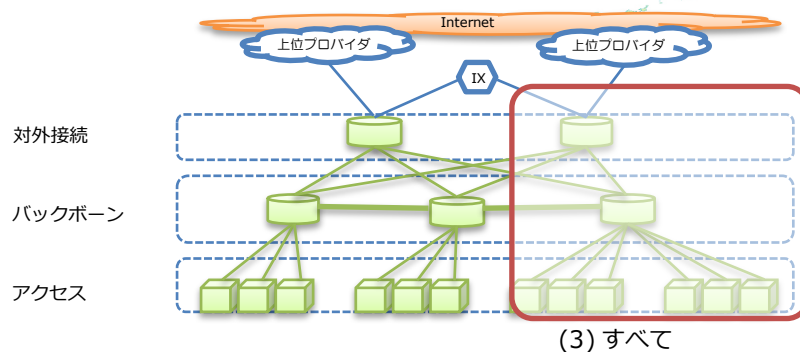 Internet
上位プロバイダ
上位プロバイダ
IX
対外接続
バックボーン
アクセス
(3) すべて